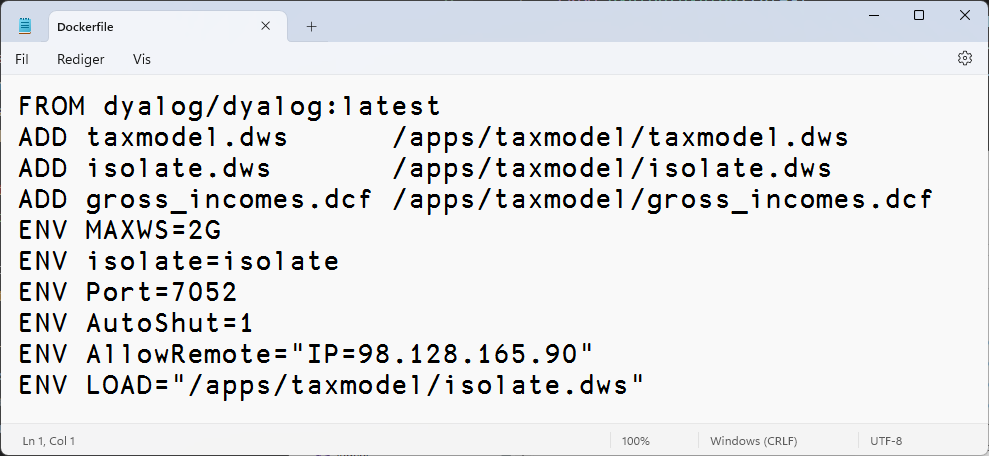 Dockerfile
Fil Rediger Vis
FROM dyalog/dyalog:latest
ADD taxmodel.dws      /apps/taxmodel/taxmodel.dws
ADD isolate.dws       /apps/taxmodel/isolate.dws
ADD gross_incomes.dcf /apps/taxmodel/gross_incomes.dcf
ENV MAXWS=2G
ENV isolate=isolate
ENV Port=7052
ENV AutoShut=1
ENV AllowRemote="IP=98.128.165.90"
ENV LOAD="/apps/taxmodel/isolate.dws"
Ln 1, Col 1 100% Windows (CRLF) UTF-8